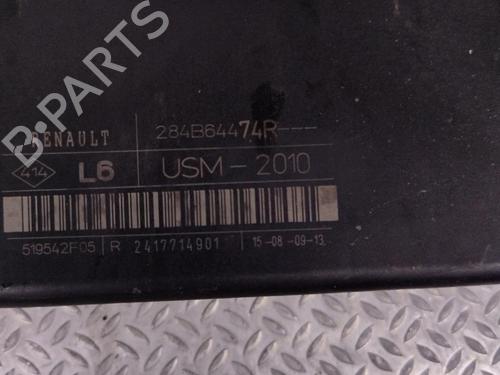 B-PARTS
RENAULT 284B64474R---
414 L6 USM-2010
519542F05 R 2417714901 15-08-09-13